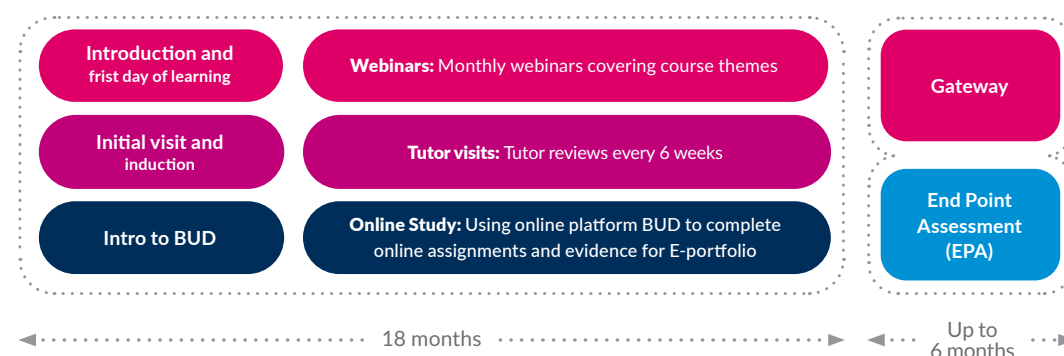 Introduction and
frist day of learning
Webinars: Monthly webinars covering course themes
Gateway
Initial visit and
induction
Tutor visits: Tutor reviews every 6 weeks
Intro to BUD
Online Study: Using online platform BUD to complete
online assignments and evidence for E-portfolio
End Point
Assessment
(EPA)
18 months
Up to
6 months